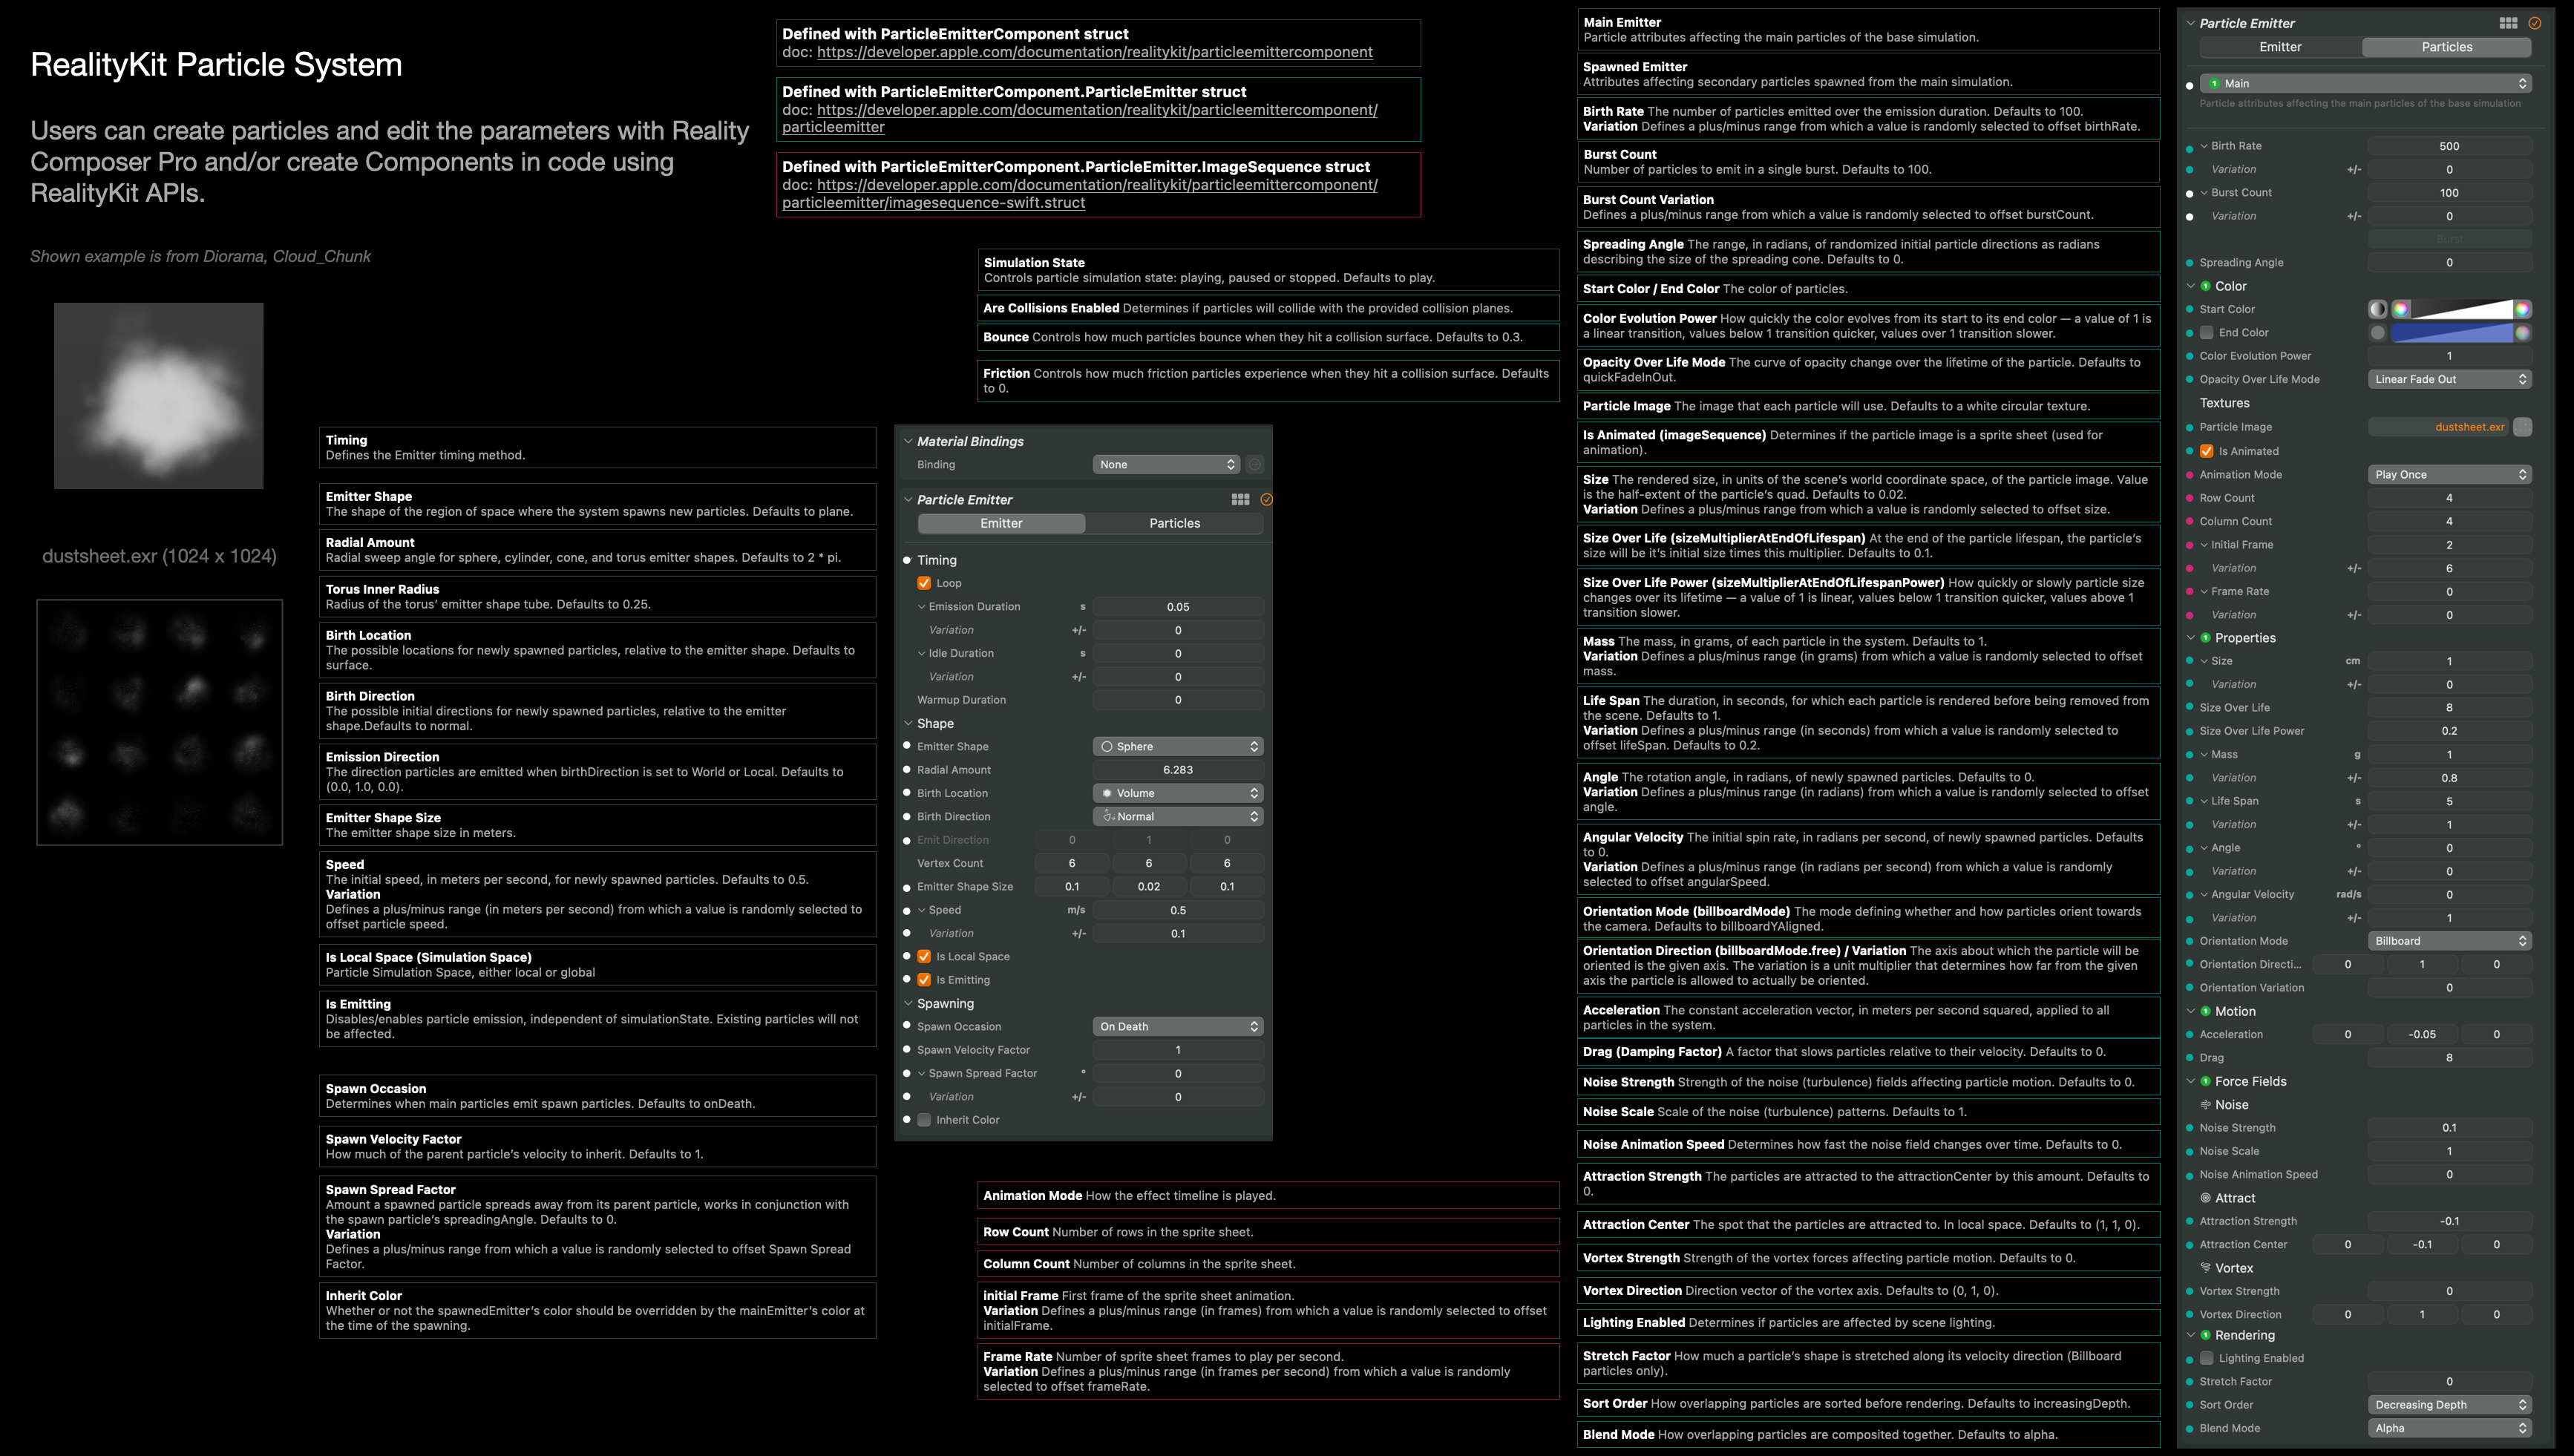 RealityKit Particle System
Users can create particles and edit the parameters with Reality
Composer Pro and/or create Components in code using
RealityKit APIs.
Shown example is from Diorama, Cloud_Chunk
dustsheet.exr (1024 x 1024)
Defined with ParticleEmitterComponent struct
doc: https://developer.apple.com/documentation/realitykit/particleemittercomponent
Defined with ParticleEmitterComponent.ParticleEmitter struct
doc: https://developer.apple.com/documentation/realitykit/particleemittercomponent/
particleemitter
Defined with ParticleEmitterComponent.ParticleEmitter.ImageSequence struct
doc: https://developer.apple.com/documentation/realitykit/particleemittercomponent/
particleemitter/imagesequence-swift.struct
Simulation State
Controls particle simulation state: playing, paused or stopped. Defaults to play.
Are Collisions Enabled Determines if particles will collide with the provided collision planes.
Bounce Controls how much particles bounce when they hit a collision surface. Defaults to 0.3.
Friction Controls how much friction particles experience when they hit a collision surface. Defaults
to 0.
Timing
Defines the Emitter timing method.
Emitter Shape
The shape of the region of space where the system spawns new particles. Defaults to plane.
Radial Amount
Radial sweep angle for sphere, cylinder, cone, and torus emitter shapes. Defaults to 2 * pi.
Torus Inner Radius
Radius of the torus’ emitter shape tube. Defaults to 0.25.
Birth Location
The possible locations for newly spawned particles, relative to the emitter shape. Defaults to
surface.
Birth Direction
The possible initial directions for newly spawned particles, relative to the emitter
shape.Defaults to normal.
Emission Direction
The direction particles are emitted when birthDirection is set to World or Local. Defaults to
(0.0, 1.0, 0.0).
Emitter Shape Size
The emitter shape size in meters.
Speed
The initial speed, in meters per second, for newly spawned particles. Defaults to 0.5.
Variation
Defines a plus/minus range (in meters per second) from which a value is randomly selected to
offset particle speed.
Is Local Space (Simulation Space)
Particle Simulation Space, either local or global
Is Emitting
Disables/enables particle emission, independent of simulationState. Existing particles will not
be affected.
Spawn Occasion
Determines when main particles emit spawn particles. Defaults to onDeath.
Spawn Velocity Factor
How much of the parent particle’s velocity to inherit. Defaults to 1.
Spawn Spread Factor
Amount a spawned particle spreads away from its parent particle, works in conjunction with
the spawn particle’s spreadingAngle. Defaults to 0.
Variation
Defines a plus/minus range from which a value is randomly selected to offset Spawn Spread
Factor.
Inherit Color
Whether or not the spawnedEmitter’s color should be overridden by the mainEmitter’s color at
the time of the spawning.
Material Bindings
Binding None
Particle Emitter
Emitter Particles
Timing
Loop
Emission Duration s 0.05
Variation +/- 0
Idle Duration s 0
Variation +/- 0
Warmup Duration 0
Shape
Emitter Shape Sphere
Radial Amount 6.283
Birth Location Volume
Birth Direction Normal
Emit Direction 0 1 0
Vertex Count 6 6 6
Emitter Shape Size 0.1 0.02 0.1
Speed m/s 0.5
Variation +/- 0.1
Is Local Space
Is Emitting
Spawning
Spawn Occasion On Death
Spawn Velocity Factor 1
Spawn Spread Factor ° 0
Variation +/- 0
Inherit Color
Animation Mode How the effect timeline is played.
Row Count Number of rows in the sprite sheet.
Column Count Number of columns in the sprite sheet.
initial Frame First frame of the sprite sheet animation.
Variation Defines a plus/minus range (in frames) from which a value is randomly selected to offset
initialFrame.
Frame Rate Number of sprite sheet frames to play per second.
Variation Defines a plus/minus range (in frames per second) from which a value is randomly
selected to offset frameRate.
Main Emitter
Particle attributes affecting the main particles of the base simulation.
Spawned Emitter
Attributes affecting secondary particles spawned from the main simulation.
Birth Rate The number of particles emitted over the emission duration. Defaults to 100.
Variation Defines a plus/minus range from which a value is randomly selected to offset birthRate.
Burst Count
Number of particles to emit in a single burst. Defaults to 100.
Burst Count Variation
Defines a plus/minus range from which a value is randomly selected to offset burstCount.
Spreading Angle The range, in radians, of randomized initial particle directions as radians
describing the size of the spreading cone. Defaults to 0.
Start Color / End Color The color of particles.
Color Evolution Power How quickly the color evolves from its start to its end color — a value of 1 is
a linear transition, values below 1 transition quicker, values over 1 transition slower.
Opacity Over Life Mode The curve of opacity change over the lifetime of the particle. Defaults to
quickFadeInOut.
Particle Image The image that each particle will use. Defaults to a white circular texture.
Is Animated (imageSequence) Determines if the particle image is a sprite sheet (used for
animation).
Size The rendered size, in units of the scene’s world coordinate space, of the particle image. Value
is the half-extent of the particle’s quad. Defaults to 0.02.
Variation Defines a plus/minus range from which a value is randomly selected to offset size.
Size Over Life (sizeMultiplierAtEndOfLifespan) At the end of the particle lifespan, the particle’s
size will be it’s initial size times this multiplier. Defaults to 0.1.
Size Over Life Power (sizeMultiplierAtEndOfLifespanPower) How quickly or slowly particle size
changes over its lifetime — a value of 1 is linear, values below 1 transition quicker, values above 1
transition slower.
Mass The mass, in grams, of each particle in the system. Defaults to 1.
Variation Defines a plus/minus range (in grams) from which a value is randomly selected to offset
mass.
Life Span The duration, in seconds, for which each particle is rendered before being removed from
the scene. Defaults to 1.
Variation Defines a plus/minus range (in seconds) from which a value is randomly selected to
offset lifeSpan. Defaults to 0.2.
Angle The rotation angle, in radians, of newly spawned particles. Defaults to 0.
Variation Defines a plus/minus range (in radians) from which a value is randomly selected to offset
angle.
Angular Velocity The initial spin rate, in radians per second, of newly spawned particles. Defaults
to 0.
Variation Defines a plus/minus range (in radians per second) from which a value is randomly
selected to offset angularSpeed.
Orientation Mode (billboardMode) The mode defining whether and how particles orient towards
the camera. Defaults to billboardYAligned.
Orientation Direction (billboardMode.free) / Variation The axis about which the particle will be
oriented is the given axis. The variation is a unit multiplier that determines how far from the given
axis the particle is allowed to actually be oriented.
Acceleration The constant acceleration vector, in meters per second squared, applied to all
particles in the system.
Drag (Damping Factor) A factor that slows particles relative to their velocity. Defaults to 0.
Noise Strength Strength of the noise (turbulence) fields affecting particle motion. Defaults to 0.
Noise Scale Scale of the noise (turbulence) patterns. Defaults to 1.
Noise Animation Speed Determines how fast the noise field changes over time. Defaults to 0.
Attraction Strength The particles are attracted to the attractionCenter by this amount. Defaults to
0.
Attraction Center The spot that the particles are attracted to. In local space. Defaults to (1, 1, 0).
Vortex Strength Strength of the vortex forces affecting particle motion. Defaults to 0.
Vortex Direction Direction vector of the vortex axis. Defaults to (0, 1, 0).
Lighting Enabled Determines if particles are affected by scene lighting.
Stretch Factor How much a particle’s shape is stretched along its velocity direction (Billboard
particles only).
Sort Order How overlapping particles are sorted before rendering. Defaults to increasingDepth.
Blend Mode How overlapping particles are composited together. Defaults to alpha.
Particle Emitter
Emitter Particles
1 Main
Particle attributes affecting the main particles of the base simulation
Birth Rate 500
Variation +/- 0
Burst Count 100
Variation +/- 0
Burst
Spreading Angle 0
1 Color
Start Color
End Color
Color Evolution Power 1
Opacity Over Life Mode Linear Fade Out
Textures
Particle Image dustsheet.exr
Is Animated
Animation Mode Play Once
Row Count 4
Column Count 4
Initial Frame 2
Variation +/- 6
Frame Rate 0
Variation +/- 0
1 Properties
Size cm 1
Variation +/- 0
Size Over Life 8
Size Over Life Power 0.2
Mass g 1
Variation +/- 0.8
Life Span s 5
Variation +/- 1
Angle ° 0
Variation +/- 0
Angular Velocity rad/s 0
Variation +/- 1
Orientation Mode Billboard
Orientation Directi... 0 1 0
Orientation Variation 0
1 Motion
Acceleration 0 -0.05 0
Drag 8
1 Force Fields
Noise
Noise Strength 0.1
Noise Scale 1
Noise Animation Speed 0
Attract
Attraction Strength -0.1
Attraction Center 0 -0.1 0
Vortex
Vortex Strength 0
Vortex Direction 0 1 0
1 Rendering
Lighting Enabled
Stretch Factor 0
Sort Order Decreasing Depth
Blend Mode Alpha